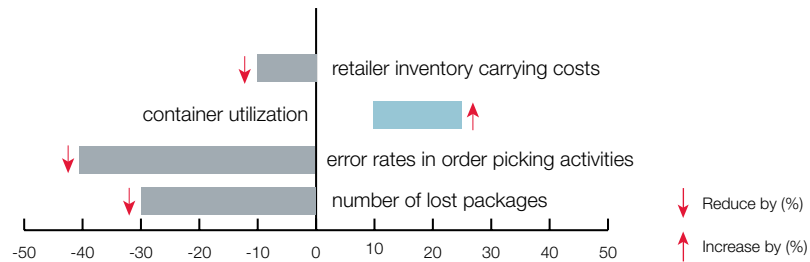 retailer inventory carrying costs
container utilization
error rates in order picking activities
number of lost packages
-50 -40 -30 -20 -10 0 10 20 30 40 50
Reduce by (%)
Increase by (%)